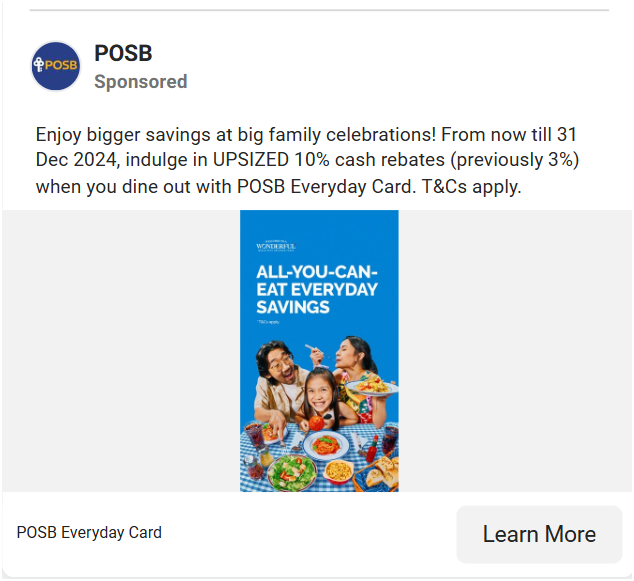 POSB
POSB
Sponsored
Enjoy bigger savings at big family celebrations! From now till 31
Dec 2024, indulge in UPSIZED 10% cash rebates (previously 3%)
when you dine out with POSB Everyday Card. T&Cs apply.
WONDERFUL
ALL-YOU-CAN-
EAT EVERYDAY
SAVINGS
*T&Cs apply.
POSB Everyday Card
Learn More